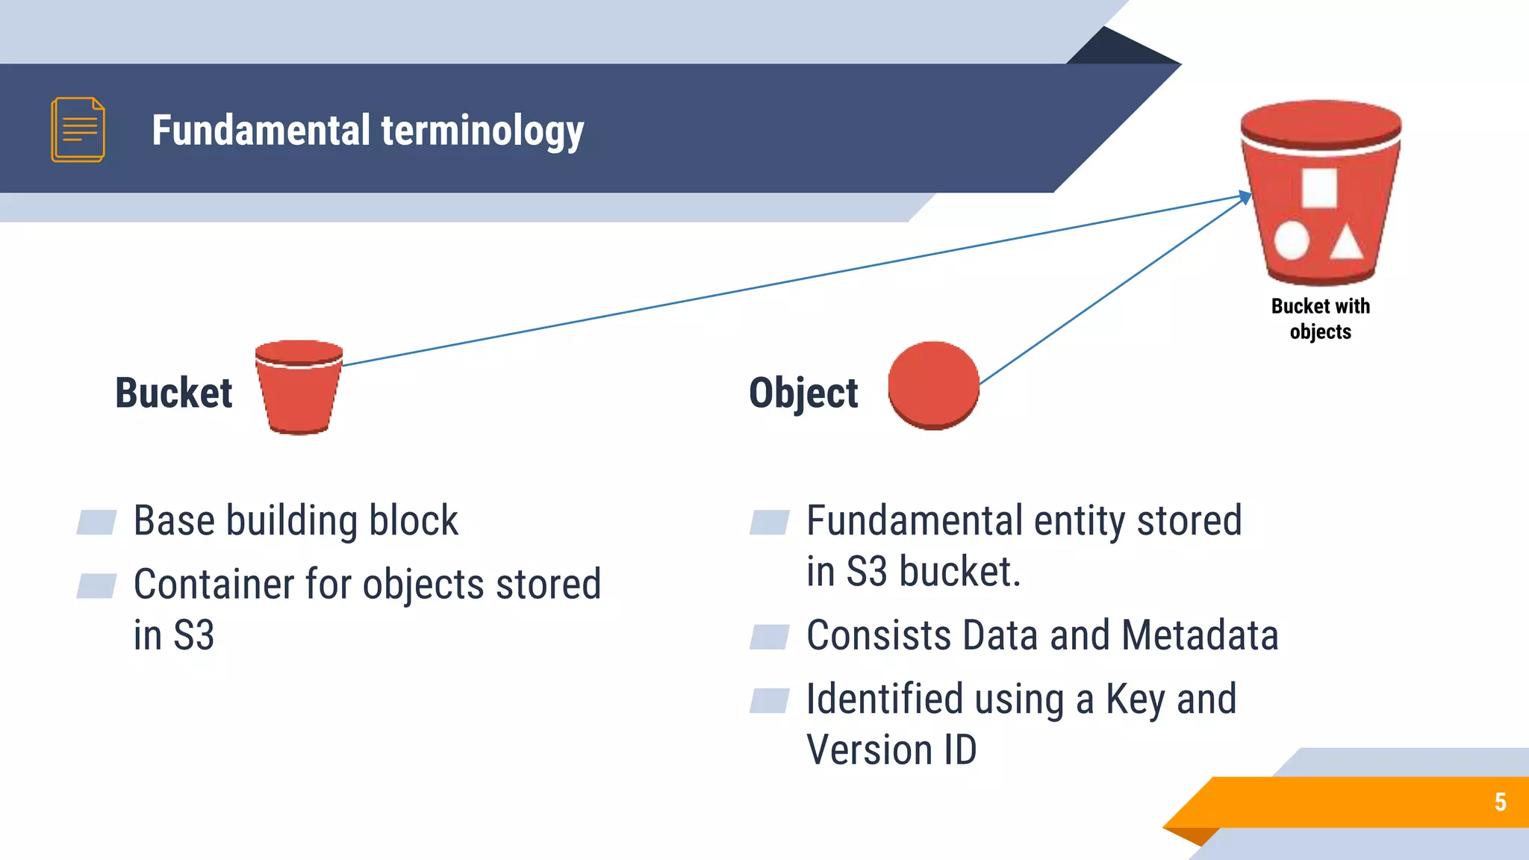 Fundamental terminology
Bucket with
objects
Bucket
Base building block
Container for objects stored
in S3
Object
Fundamental entity stored
in S3 bucket.
Consists Data and Metadata
Identified using a Key and
Version ID
5